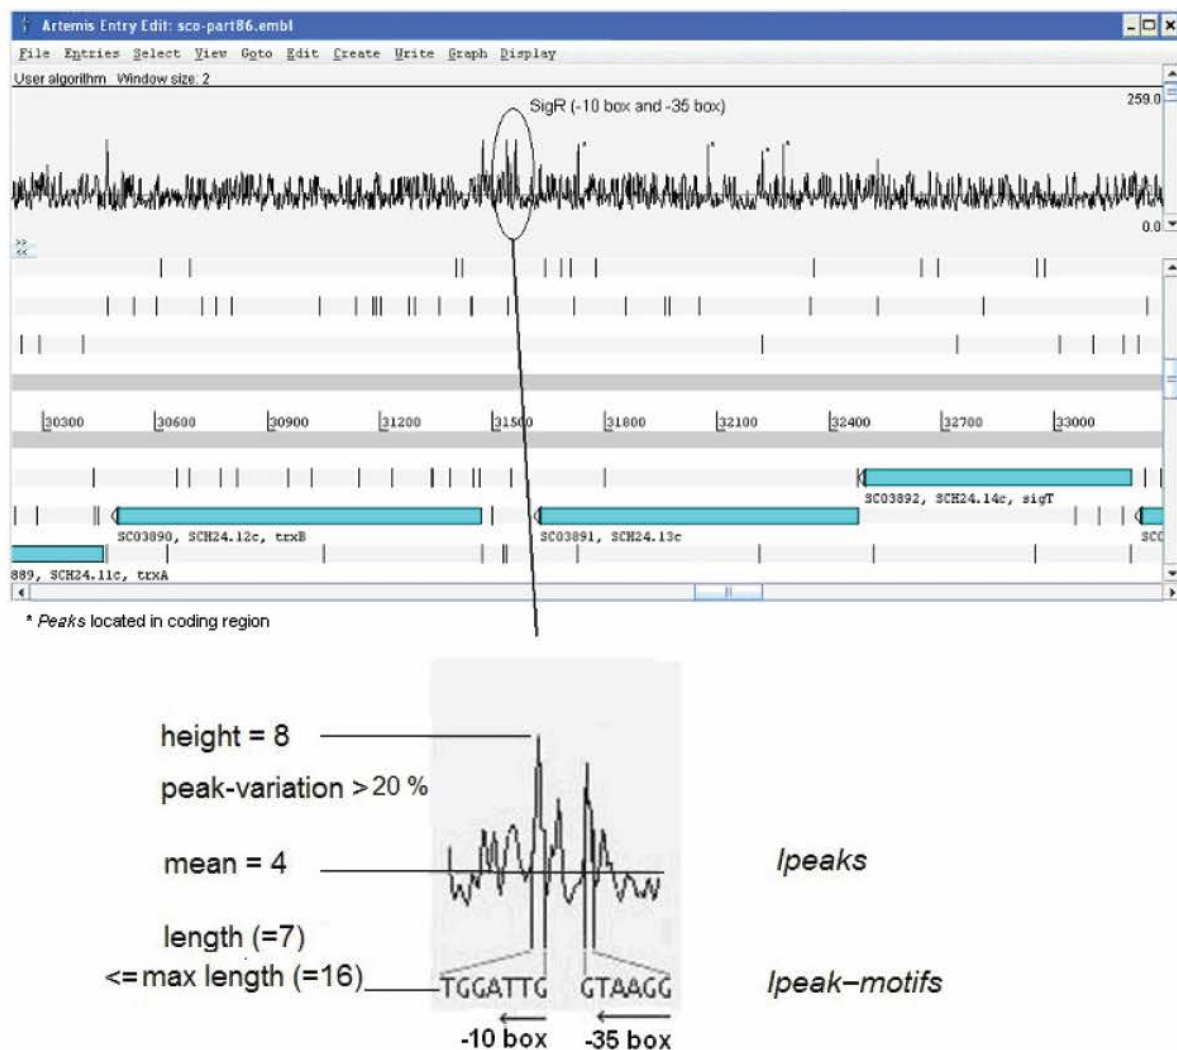 Artemis Entry Edit: sco-part86.embl
File Entries Select View Goto Edit Create Write Graph Display
User algorithm Window size: 2
259.0
SigR (-10 box and -35 box)
* * * *
0.0
>>
<<
30300 30600 30900 31200 31500 31800 32100 32400 32700 33000
SCO3892, SCH24.14c, sigT
SCO3890, SCH24.12c, trxB SCO3891, SCH24.13c SCO
889, SCH24.11c, trxA
* Peaks located in coding region
height = 8
peak-variation > 20 %
mean = 4
Ipeaks
length (=7)
<= max length (=16) TGGATTG GTAAGG Ipeak-motifs
-10 box -35 box